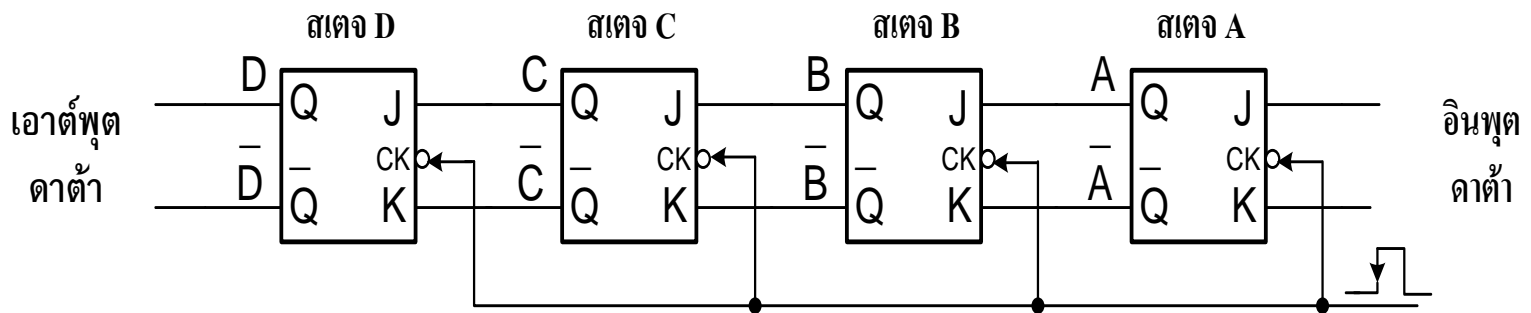 สเตจ D สเตจ C สเตจ B สเตจ A
D C B A
Q J Q J Q J Q J
เอาต์พุต อินพุต
CK CK CK CK
ดาต้า ดาต้า
D̅ C̅ B̅ A̅
Q̅ K Q̅ K Q̅ K Q̅ K